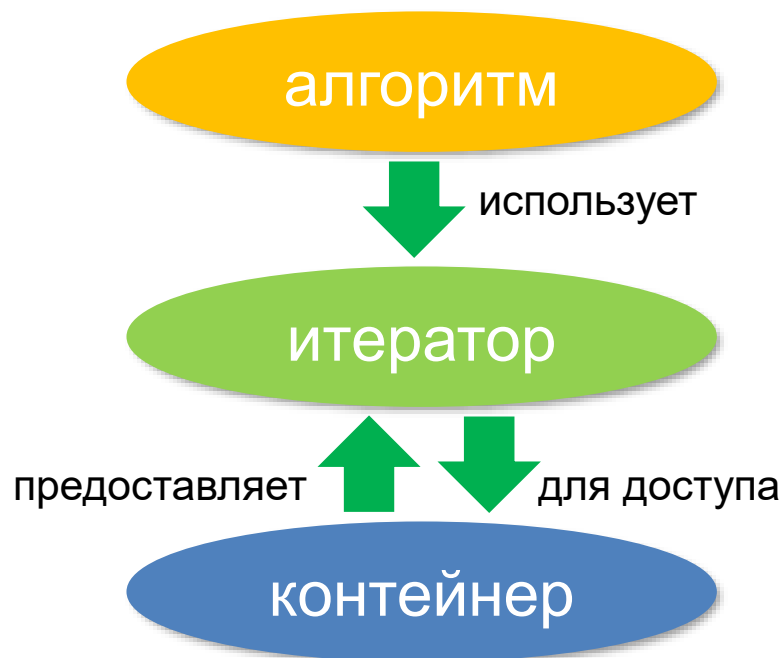 алгоритм
использует
итератор
предоставляет
для доступа
контейнер